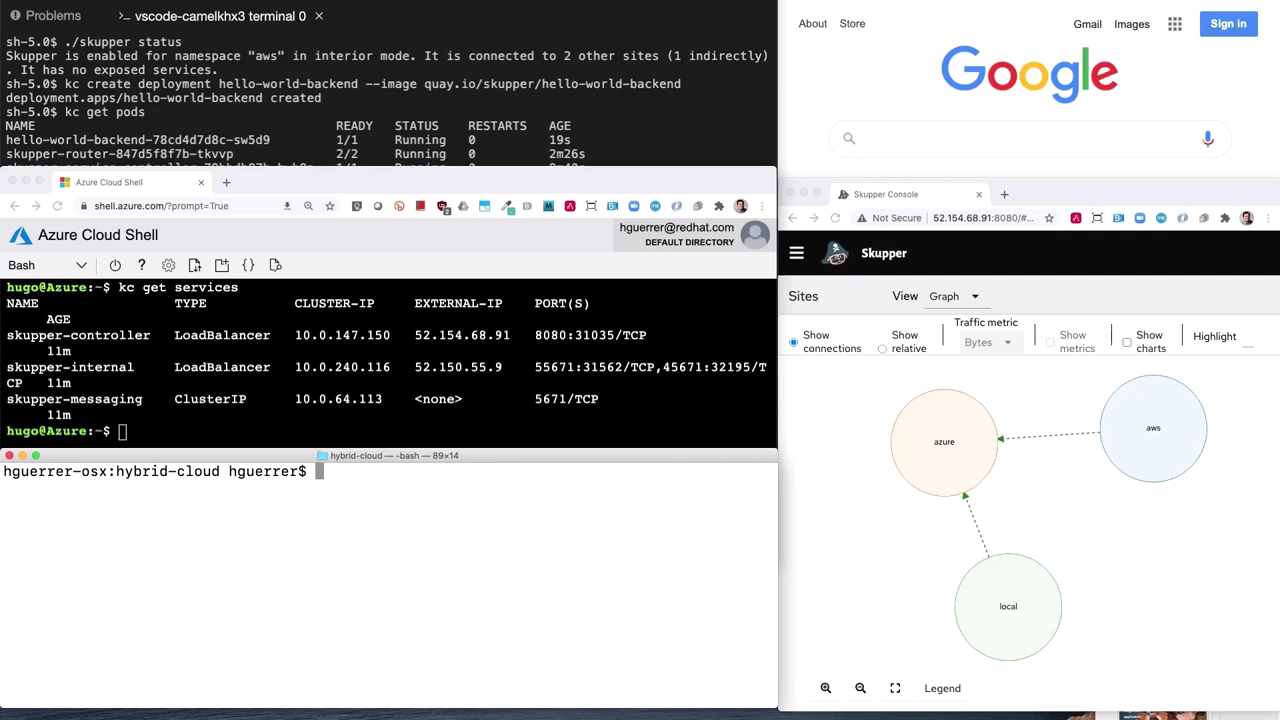 Problems
>_ vscode-camelkhx3 terminal 0 ×
sh-5.0$ ./skupper status
Skupper is enabled for namespace "aws" in interior mode. It is connected to 2 other sites (1 indirectly)
. It has no exposed services.
sh-5.0$ kc create deployment hello-world-backend --image quay.io/skupper/hello-world-backend
deployment.apps/hello-world-backend created
sh-5.0$ kc get pods
NAME READY STATUS RESTARTS AGE
hello-world-backend-78cd4d7d8c-sw5d9 1/1 Running 0 19s
skupper-router-847d5f8f7b-tkvvp 2/2 Running 0 2m26s
Azure Cloud Shell
shell.azure.com/?prompt=True
Azure Cloud Shell
hguerrer@redhat.com
DEFAULT DIRECTORY
Bash
hugo@Azure:~$ kc get services
NAME TYPE CLUSTER-IP EXTERNAL-IP PORT(S)
AGE
skupper-controller LoadBalancer 10.0.147.150 52.154.68.91 8080:31035/TCP
11m
skupper-internal LoadBalancer 10.0.240.116 52.150.55.9 55671:31562/TCP,45671:32195/T
CP 11m
skupper-messaging ClusterIP 10.0.64.113 <none> 5671/TCP
11m
hugo@Azure:~$
hybrid-cloud — -bash — 89×14
hguerrer-osx:hybrid-cloud hguerrer$
About Store
Gmail Images
Sign in
Google
Skupper Console
Not Secure 52.154.68.91:8080/#...
Skupper
Sites
View Graph
Show connections
Show relative
Traffic metric
Bytes
Show metrics
Show charts
Highlight
azure
aws
local
Legend